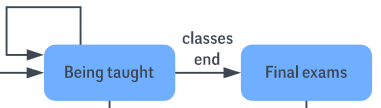 classes
end
Being taught
Final exams